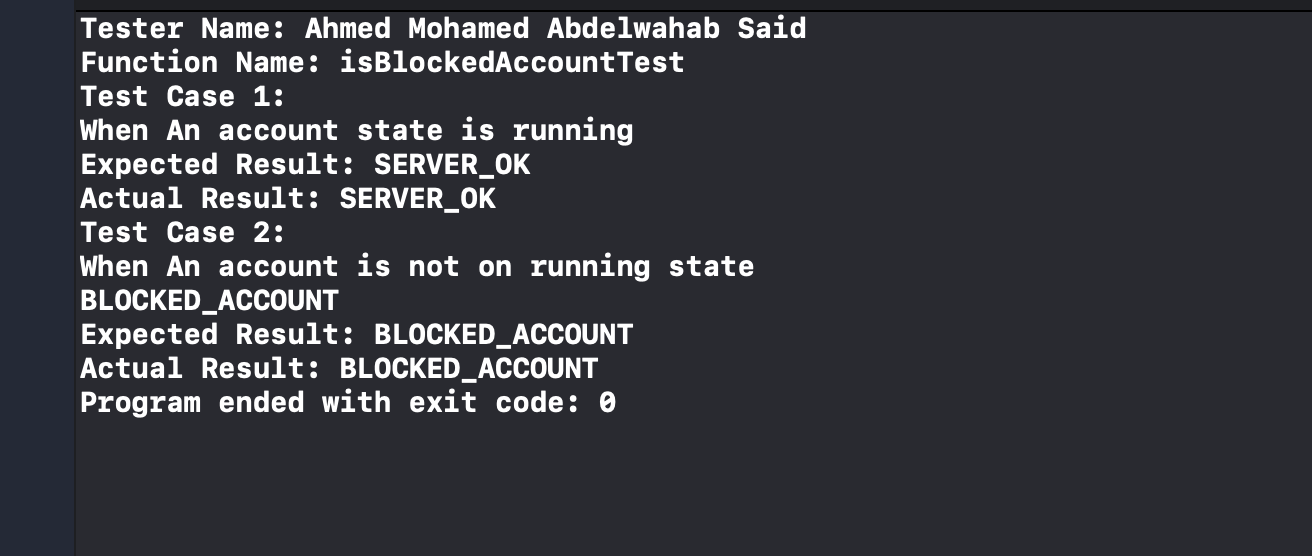 Tester Name: Ahmed Mohamed Abdelwahab Said
Function Name: isBlockedAccountTest
Test Case 1:
When An account state is running
Expected Result: SERVER_OK
Actual Result: SERVER_OK
Test Case 2:
When An account is not on running state
BLOCKED_ACCOUNT
Expected Result: BLOCKED_ACCOUNT
Actual Result: BLOCKED_ACCOUNT
Program ended with exit code: 0